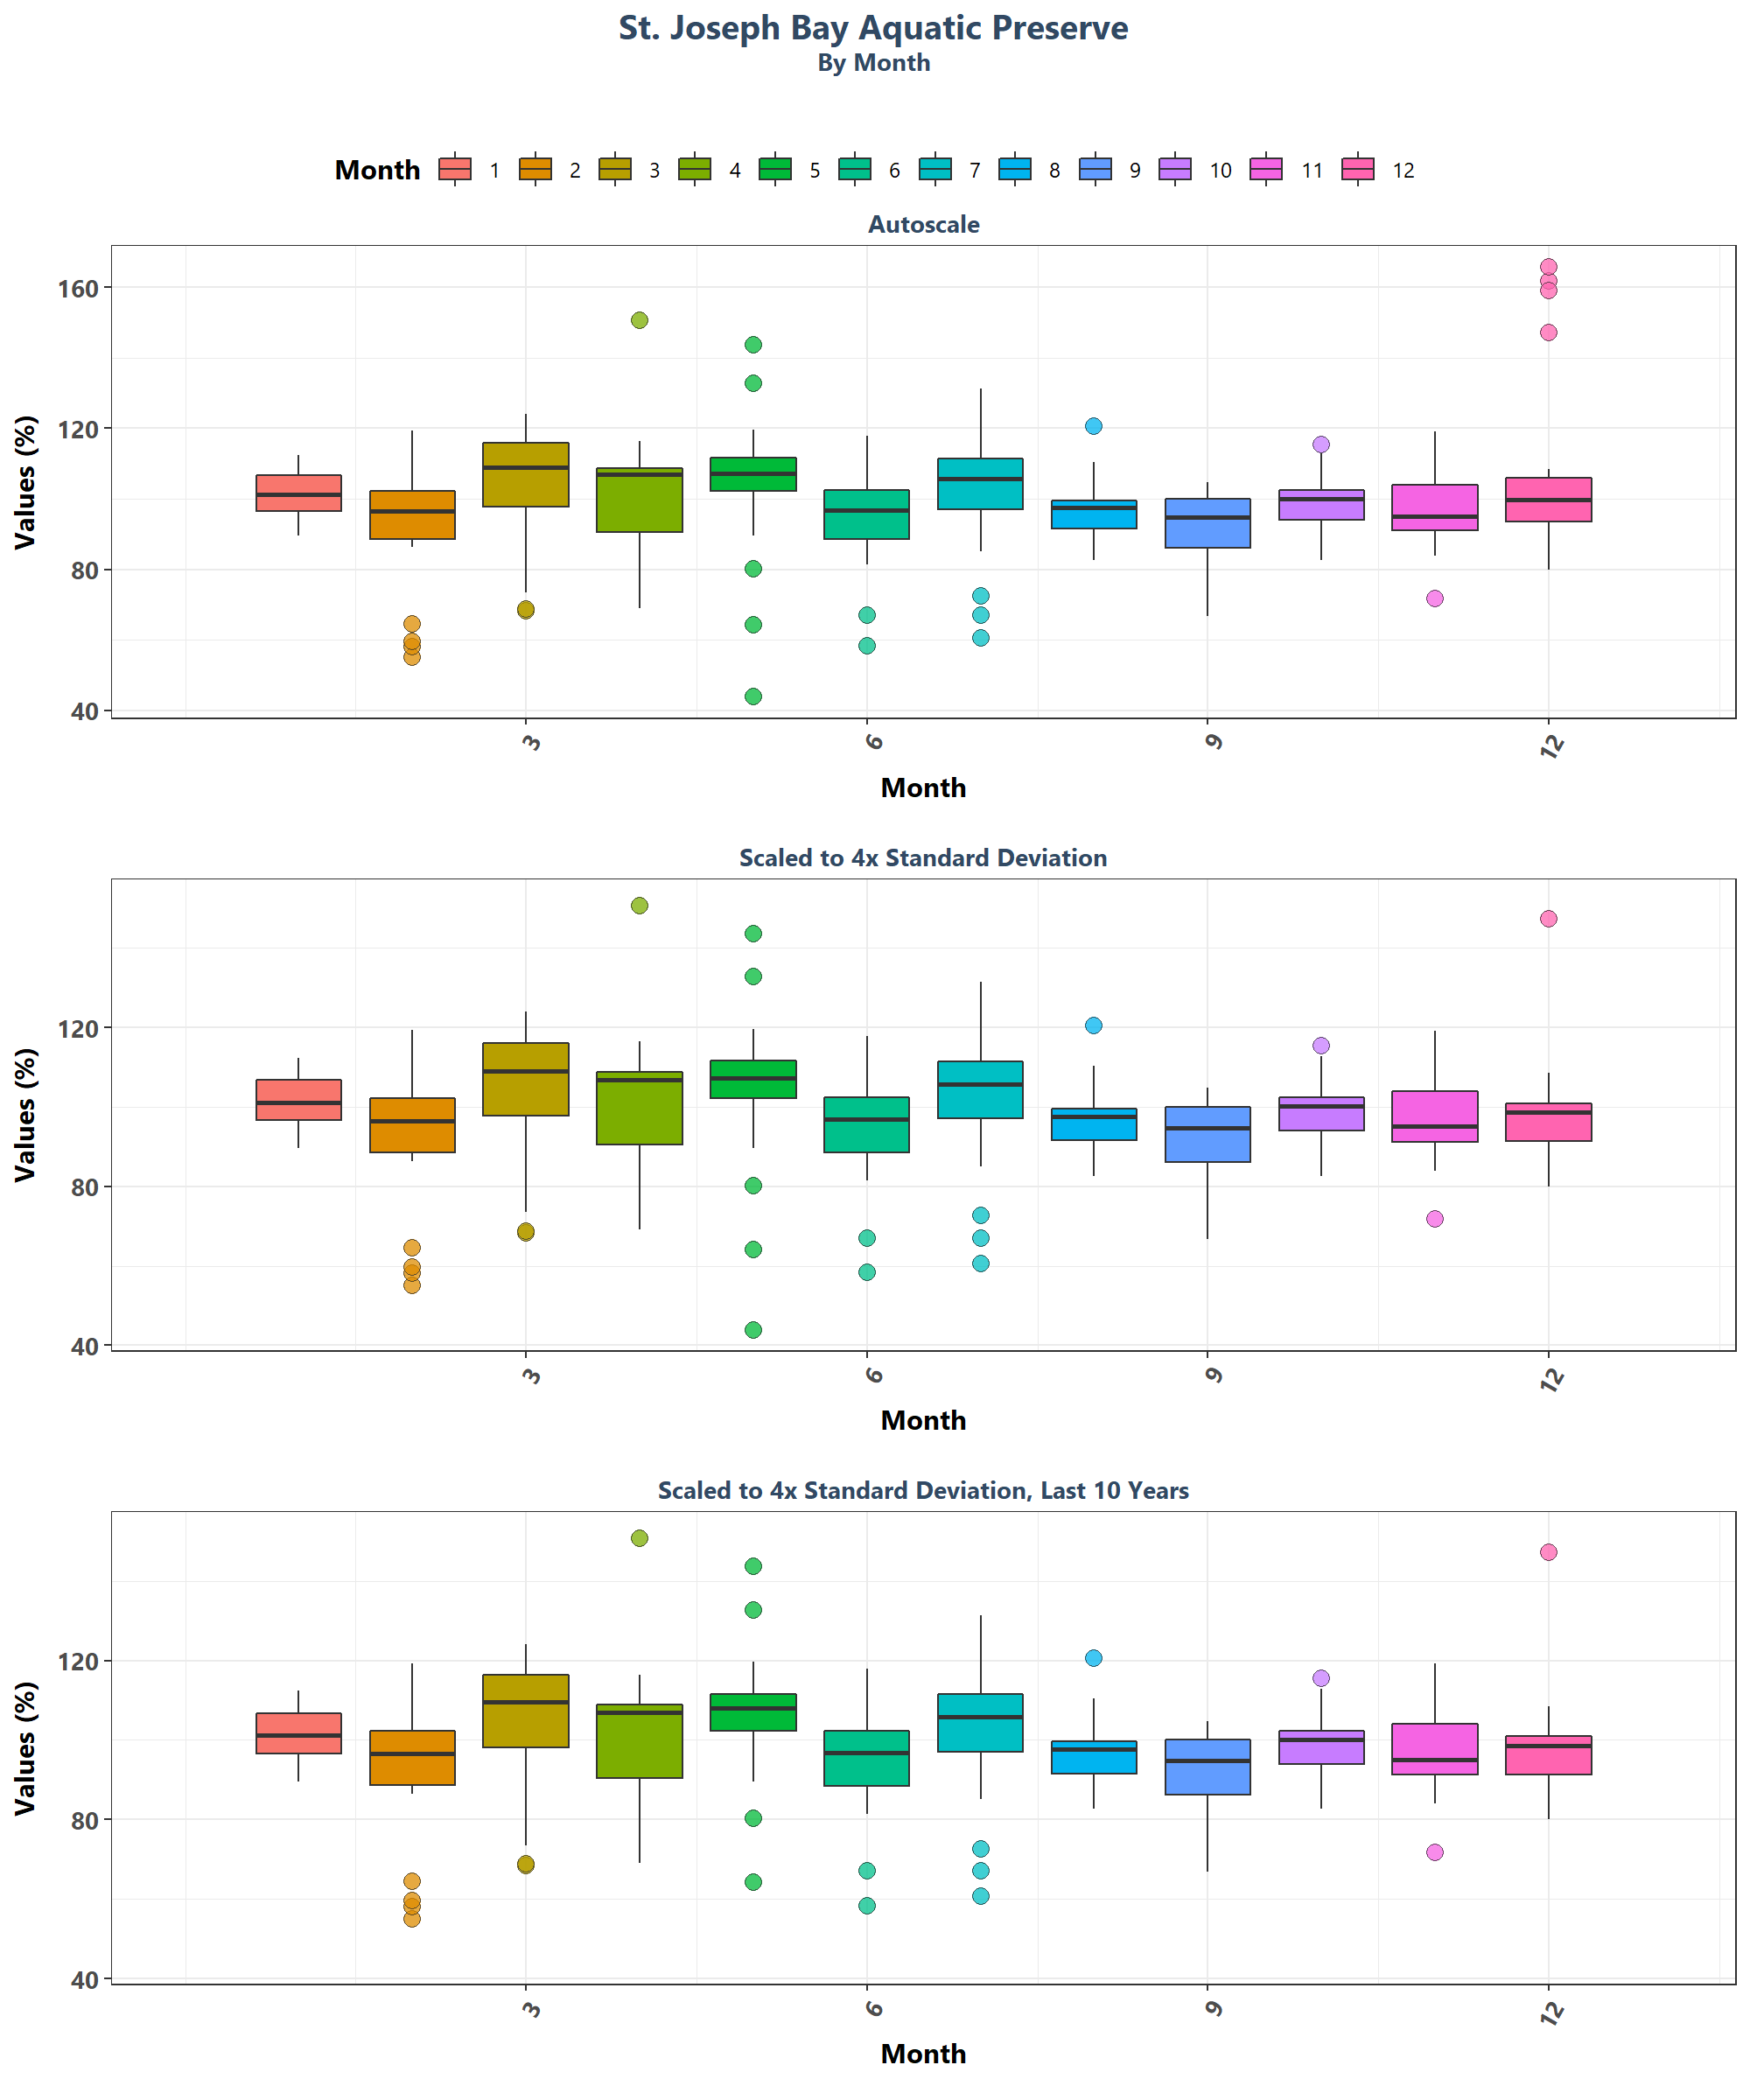 St. Joseph Bay Aquatic Preserve
By Month
Month 1 2 3 4 5 6 7 8 9 10 11 12
Autoscale
Values (%)
160
120
80
40
3 6 9 12
Month
Scaled to 4x Standard Deviation
Values (%)
120
80
40
3 6 9 12
Month
Scaled to 4x Standard Deviation, Last 10 Years
Values (%)
120
80
40
3 6 9 12
Month